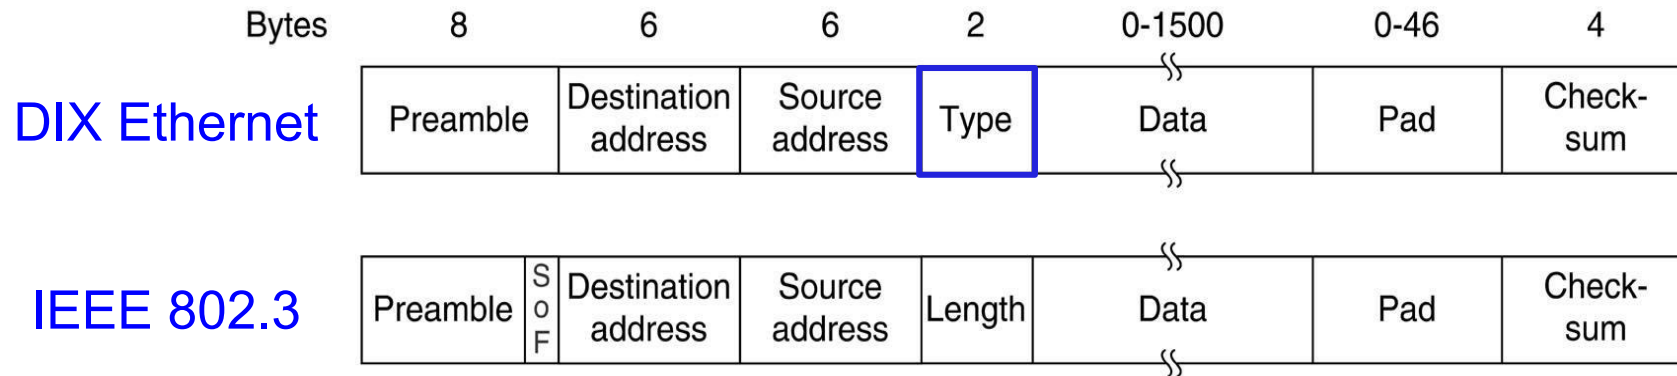 Bytes 8 6 6 2 0-1500 0-46 4
DIX Ethernet Preamble Destination address Source address Type Data Pad Check-sum
IEEE 802.3 Preamble SoF Destination address Source address Length Data Pad Check-sum